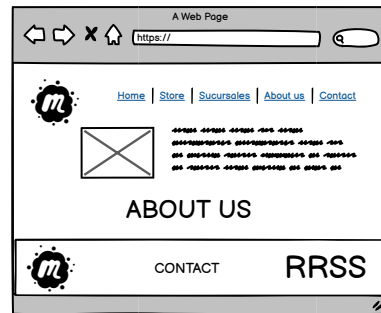 A Web Page
https://
m
Home | Store | Sucursales | About us | Contact
ABOUT US
m
CONTACT
RRSS